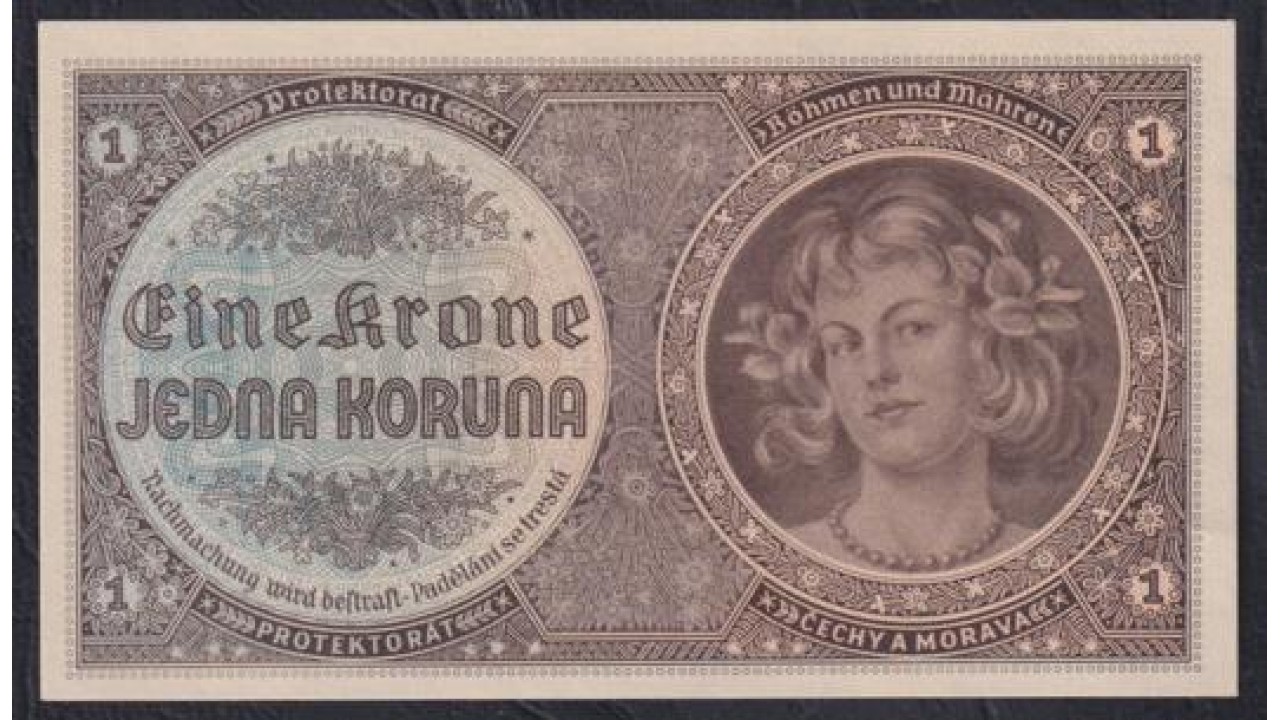 Protektorat
Böhmen und Mähren
1
1
Eine Krone
JEDNA KORUNA
Nachmachung wird bestraft - Padělání se trestá
1
1
PROTEKTORÁT
ČECHY A MORAVA